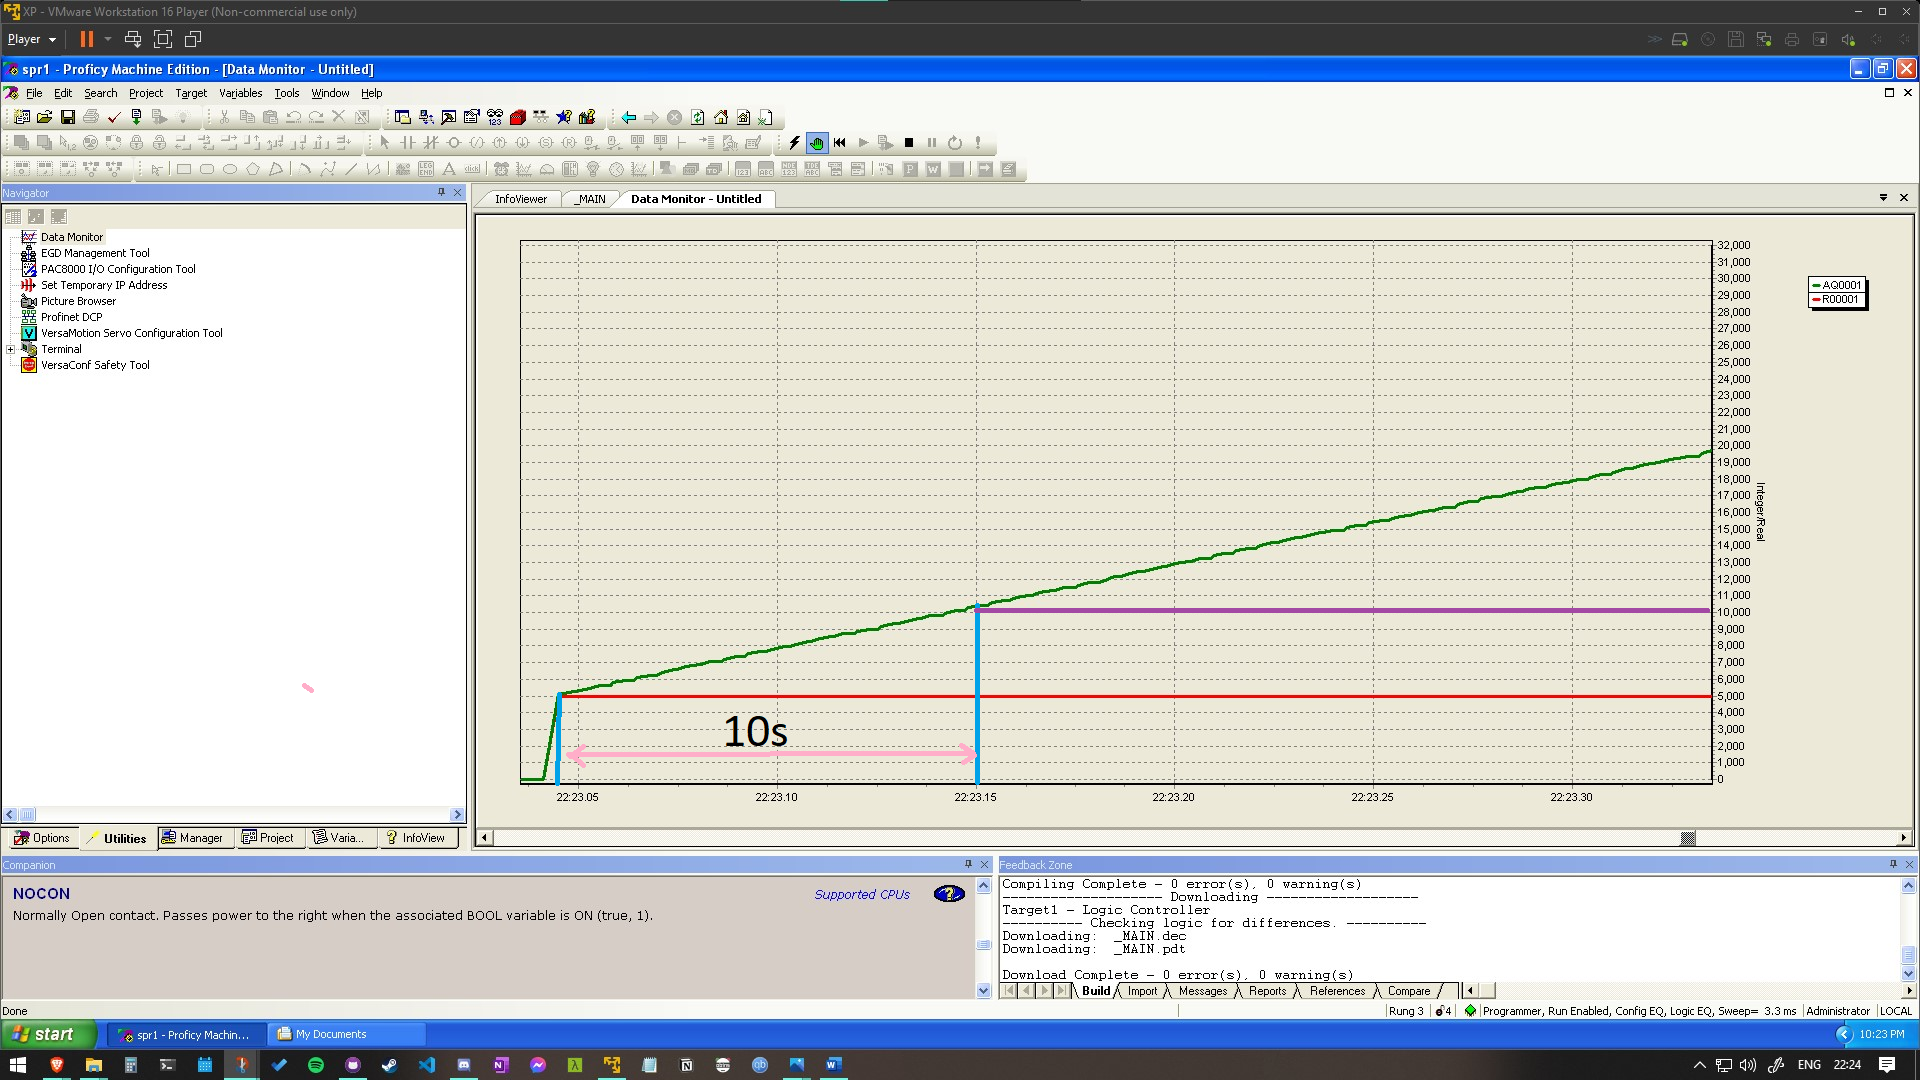 XP - VMware Workstation 16 Player (Non-commercial use only)
Player
spr1 - Proficy Machine Edition - [Data Monitor - Untitled]
File Edit Search Project Target Variables Tools Window Help
Navigator
Data Monitor
EGD Management Tool
PAC8000 I/O Configuration Tool
Set Temporary IP Address
Picture Browser
Profinet DCP
VersaMotion Servo Configuration Tool
Terminal
VersaConf Safety Tool
Options Utilities Manager Project Varia... InfoView
InfoViewer _MAIN Data Monitor - Untitled
32,000
31,000
30,000
29,000
28,000
27,000
26,000
25,000
24,000
23,000
22,000
21,000
20,000
19,000
18,000
17,000
16,000
15,000
14,000
13,000
12,000
11,000
10,000
9,000
8,000
7,000
6,000
5,000
4,000
3,000
2,000
1,000
0
Integer/Real
AQ0001
R00001
10s
22:23.05 22:23.10 22:23.15 22:23.20 22:23.25 22:23.30
Companion
NOCON
Supported CPUs
Normally Open contact. Passes power to the right when the associated BOOL variable is ON (true, 1).
Feedback Zone
Compiling Complete - 0 error(s), 0 warning(s)
-------------------- Downloading -------------------
Target1 - Logic Controller
---------- Checking logic for differences. ----------
Downloading: _MAIN.dec
Downloading: _MAIN.pdt
Download Complete - 0 error(s), 0 warning(s)
Build Import Messages Reports References Compare
Done
Rung 3 4 Programmer, Run Enabled, Config EQ, Logic EQ, Sweep= 3.3 ms Administrator LOCAL
start spr1 - Proficy Machin... My Documents 10:23 PM
ENG 22:24